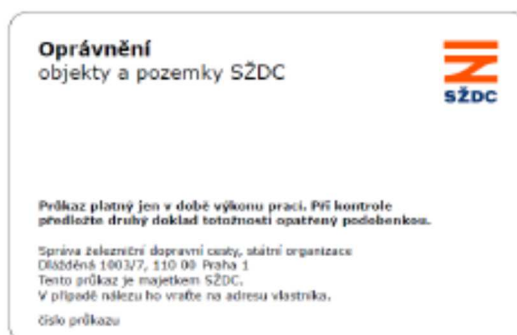 Oprávnění
objekty a pozemky SŽDC
SŽDC
Průkaz platný jen v době výkonu prací. Při kontrole
předložte druhý doklad totožnosti opatřený podobenkou.
Správa železniční dopravní cesty, státní organizace
Dlážděná 1003/7, 110 00 Praha 1
Tento průkaz je majetkem SŽDC.
V případě nálezu ho vraťte na adresu vlastníka.
číslo průkazu